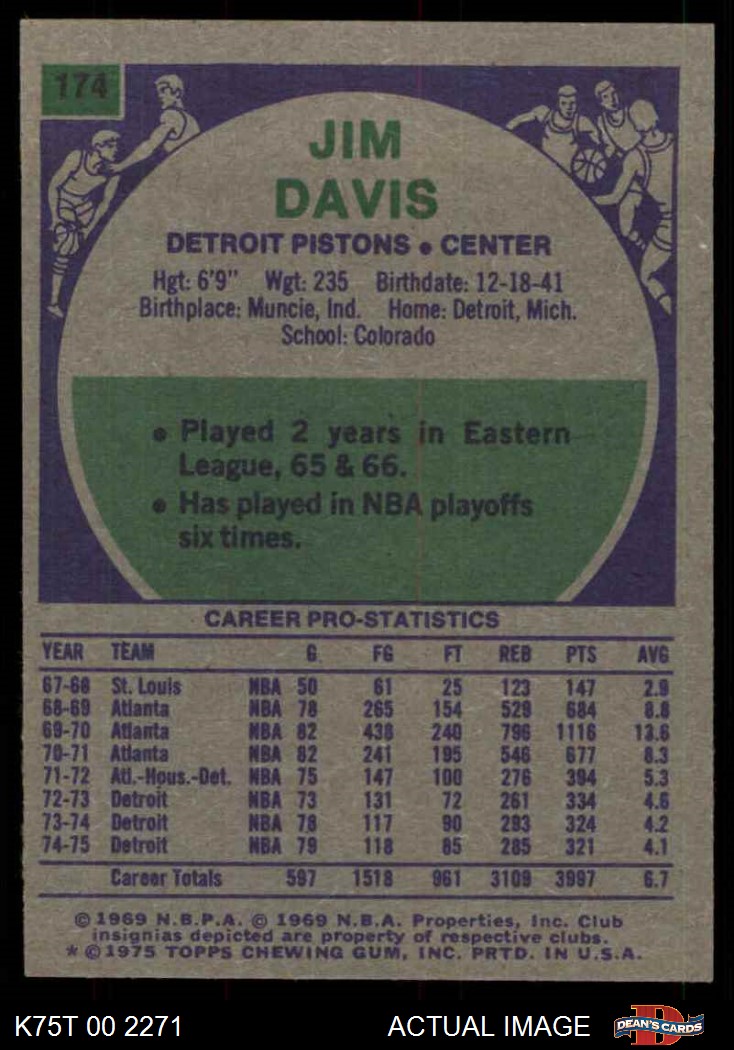 174
JIM
DAVIS
DETROIT PISTONS • CENTER
Hgt: 6'9" Wgt: 235 Birthdate: 12-18-41
Birthplace: Muncie, Ind. Home: Detroit, Mich.
School: Colorado
• Played 2 years in Eastern
League, 65 & 66.
• Has played in NBA playoffs
six times.
CAREER PRO-STATISTICS
YEAR TEAM G FG FT REB PTS AVG
67-68 St. Louis NBA 50 61 25 123 147 2.9
68-69 Atlanta NBA 78 265 154 529 684 8.8
69-70 Atlanta NBA 82 438 240 796 1116 13.6
70-71 Atlanta NBA 82 241 195 546 677 8.3
71-72 Atl.-Hous.-Det. NBA 75 147 100 276 394 5.3
72-73 Detroit NBA 73 131 72 261 334 4.6
73-74 Detroit NBA 78 117 90 293 324 4.2
74-75 Detroit NBA 79 118 85 285 321 4.1
Career Totals 597 1518 961 3109 3997 6.7
© 1969 N.B.P.A. © 1969 N.B.A. Properties, Inc. Club
insignias depicted are property of respective clubs.
* © 1975 TOPPS CHEWING GUM, INC. PRTD. IN U.S.A.
K75T 00 2271 ACTUAL IMAGE D DEAN'S CARDS